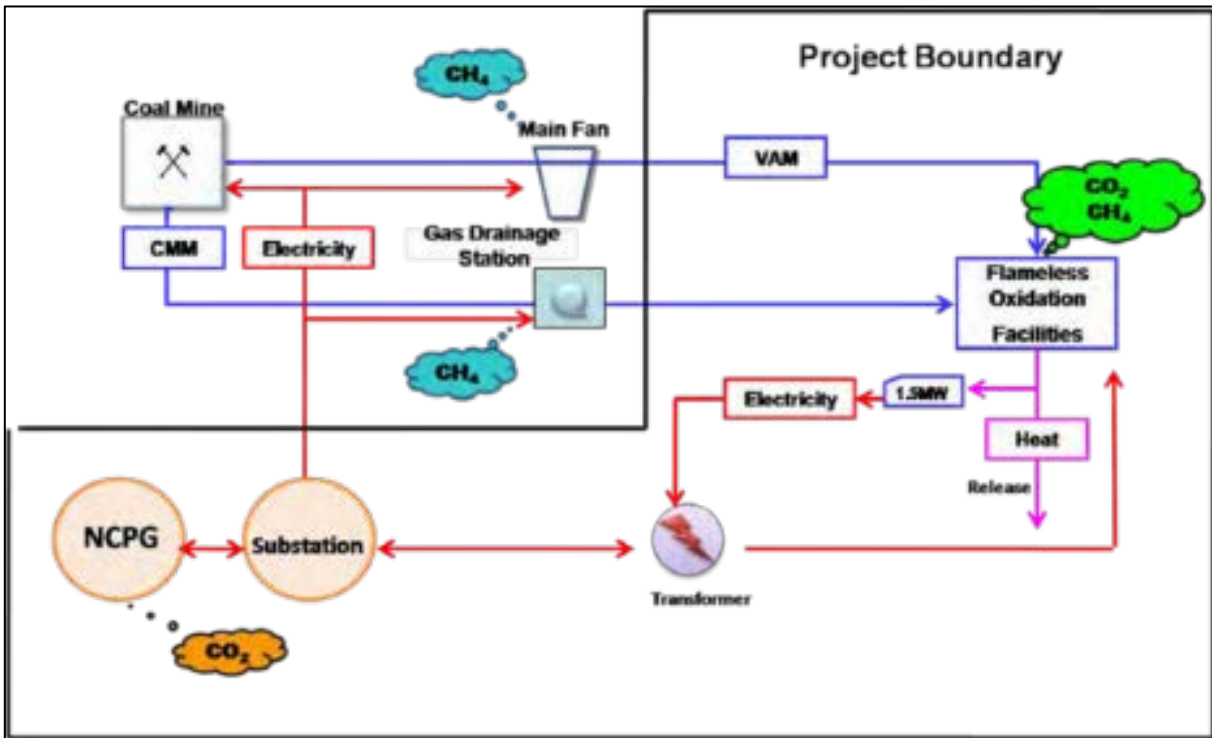 Project Boundary
CH₄
Coal Mine
Main Fan
VAM
CO₂
CH₄
CMM
Electricity
Gas Drainage
Station
Flameless
Oxidation
Facilities
CH₄
Electricity
1.5MW
Heat
Release
NCPG
Substation
Transformer
CO₂